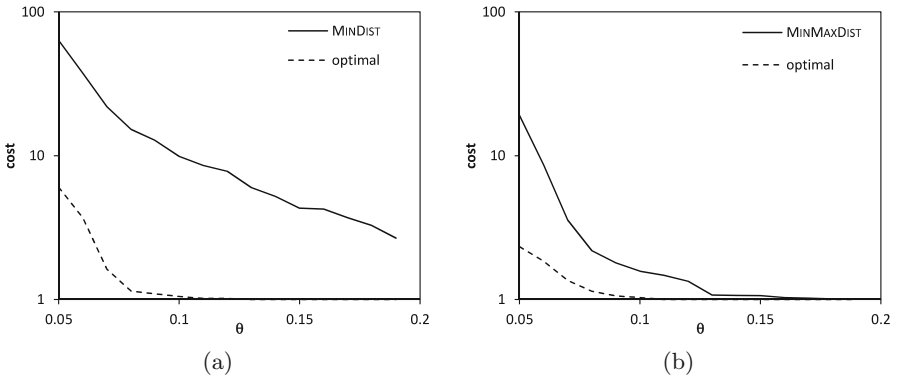 100
10
1
cost
0.05
0.1
0.15
0.2
θ
MINDIST
optimal
(a)
100
10
1
cost
0.05
0.1
0.15
0.2
θ
MINMAXDIST
optimal
(b)